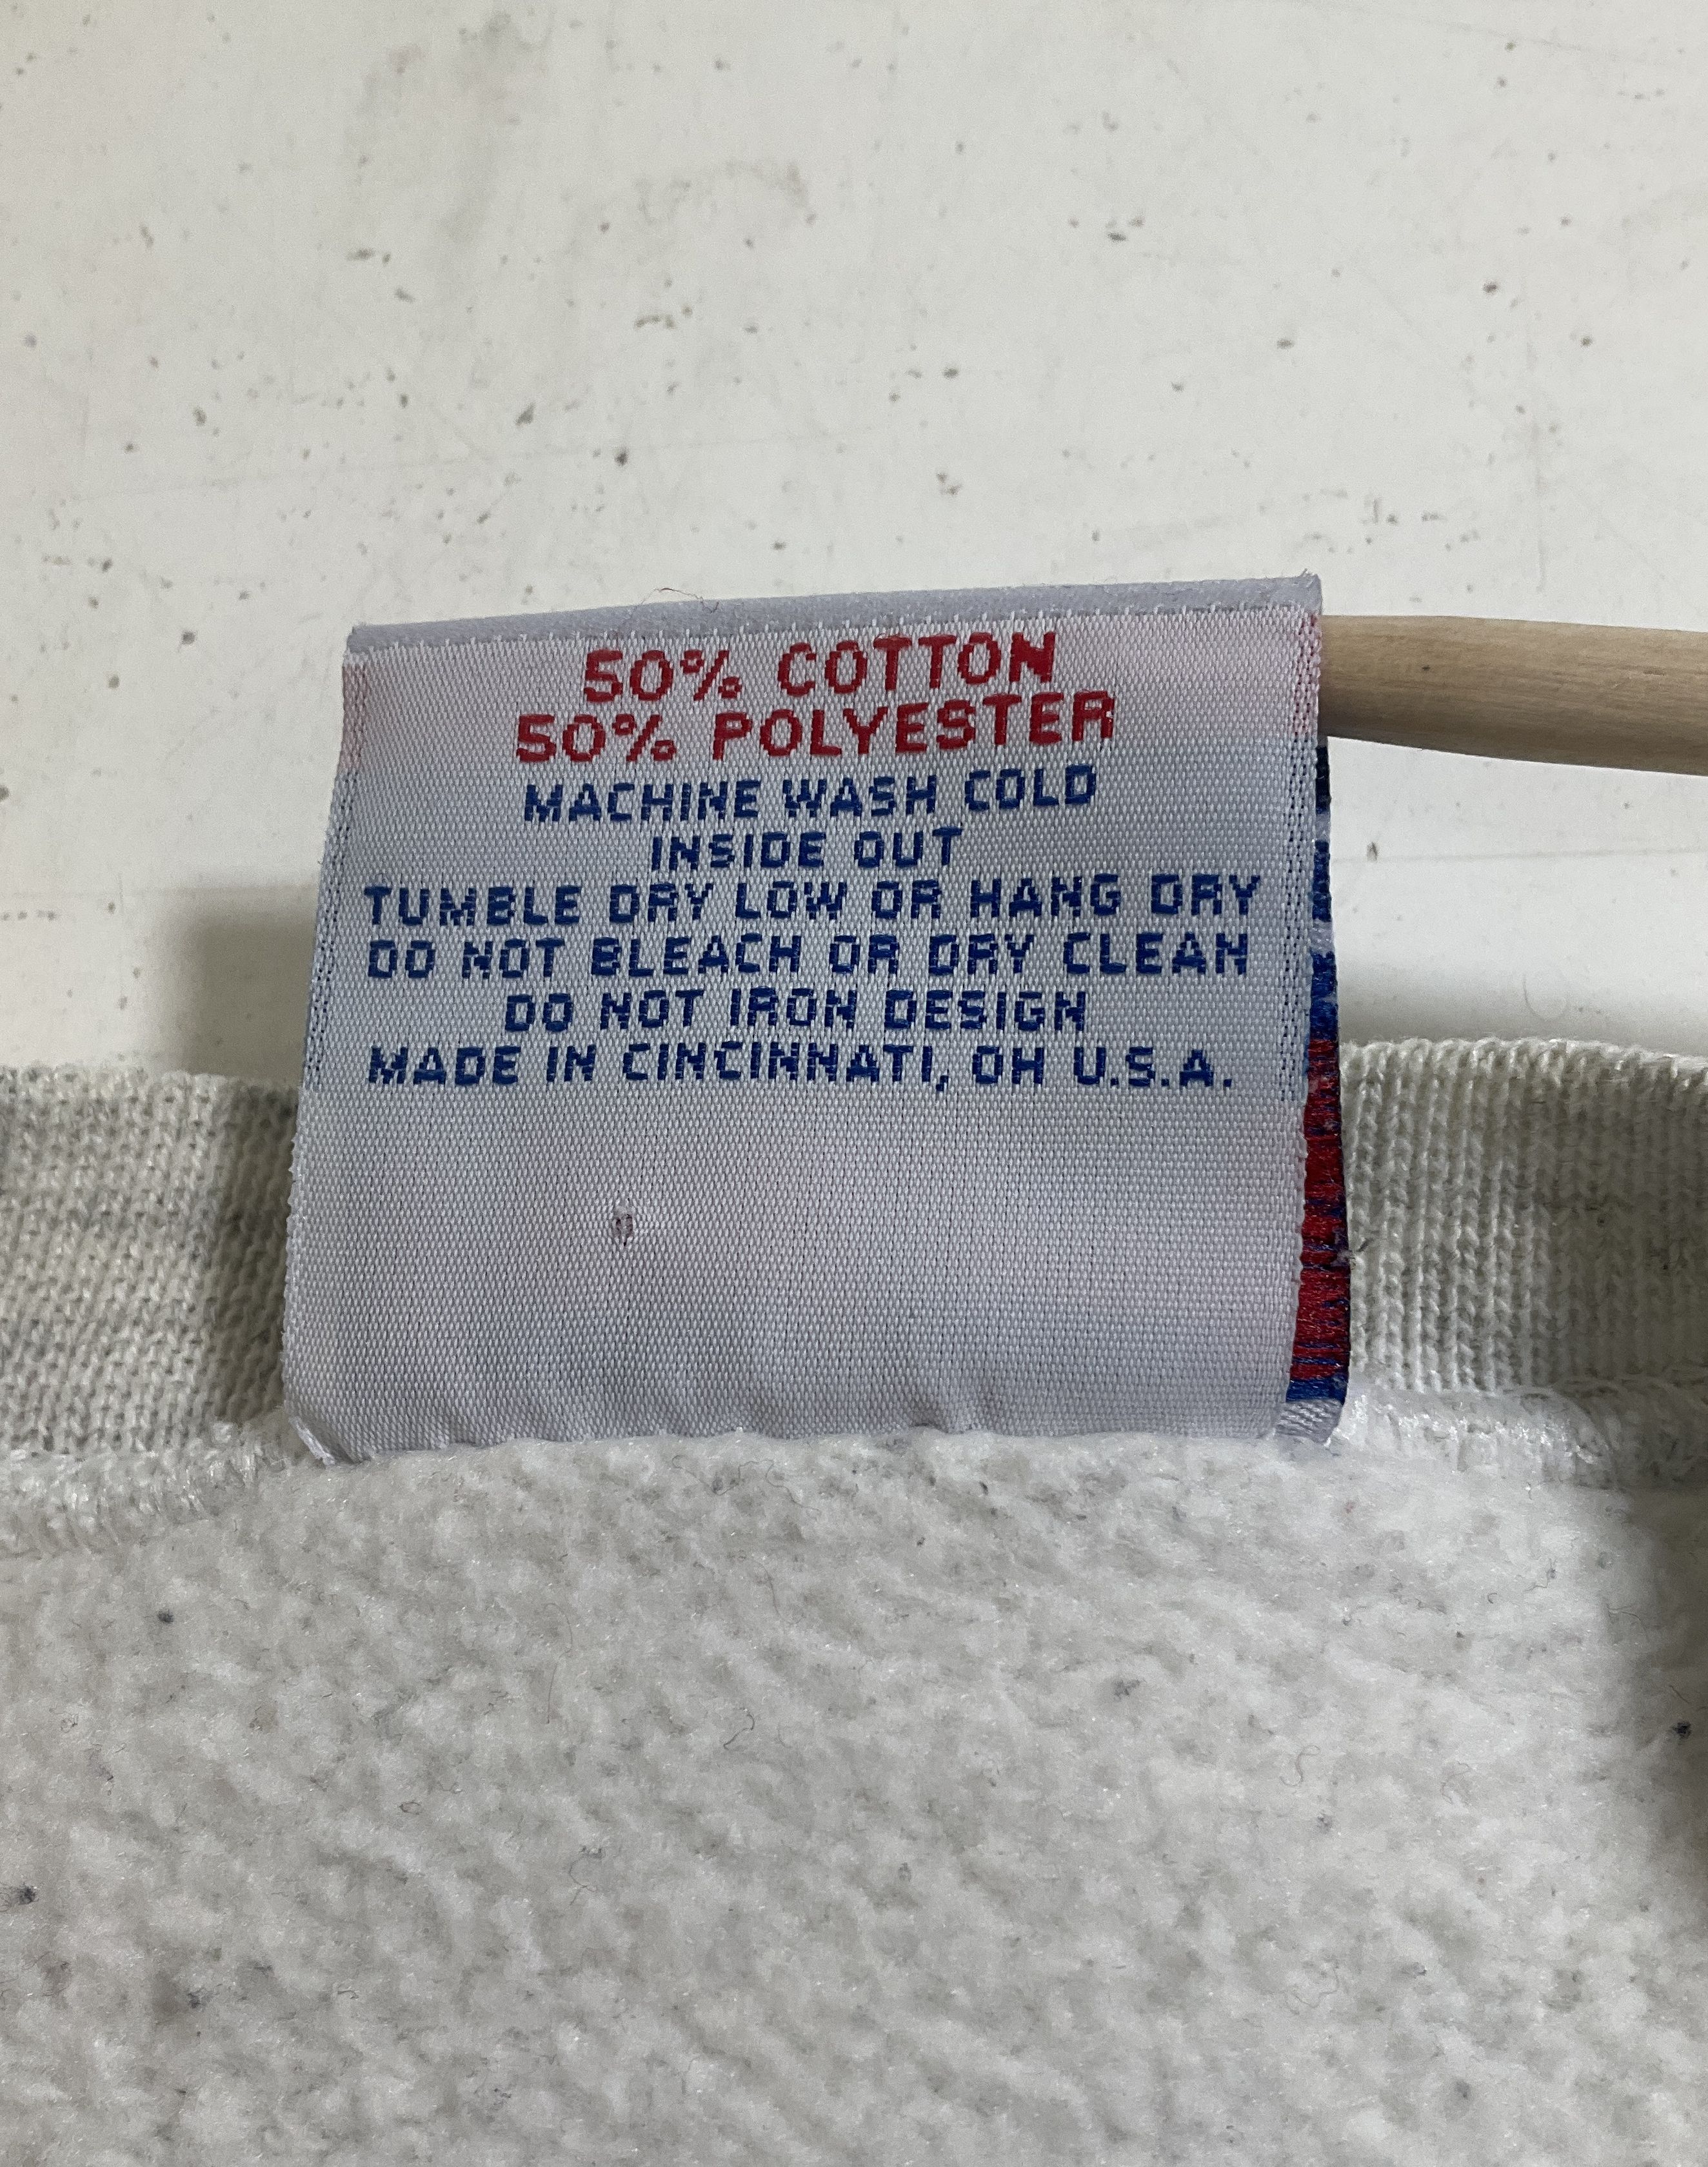 50% COTTON
50% POLYESTER
MACHINE WASH COLD
INSIDE OUT
TUMBLE DRY LOW OR HANG DRY
DO NOT BLEACH OR DRY CLEAN
DO NOT IRON DESIGN
MADE IN CINCINNATI, OH U.S.A.